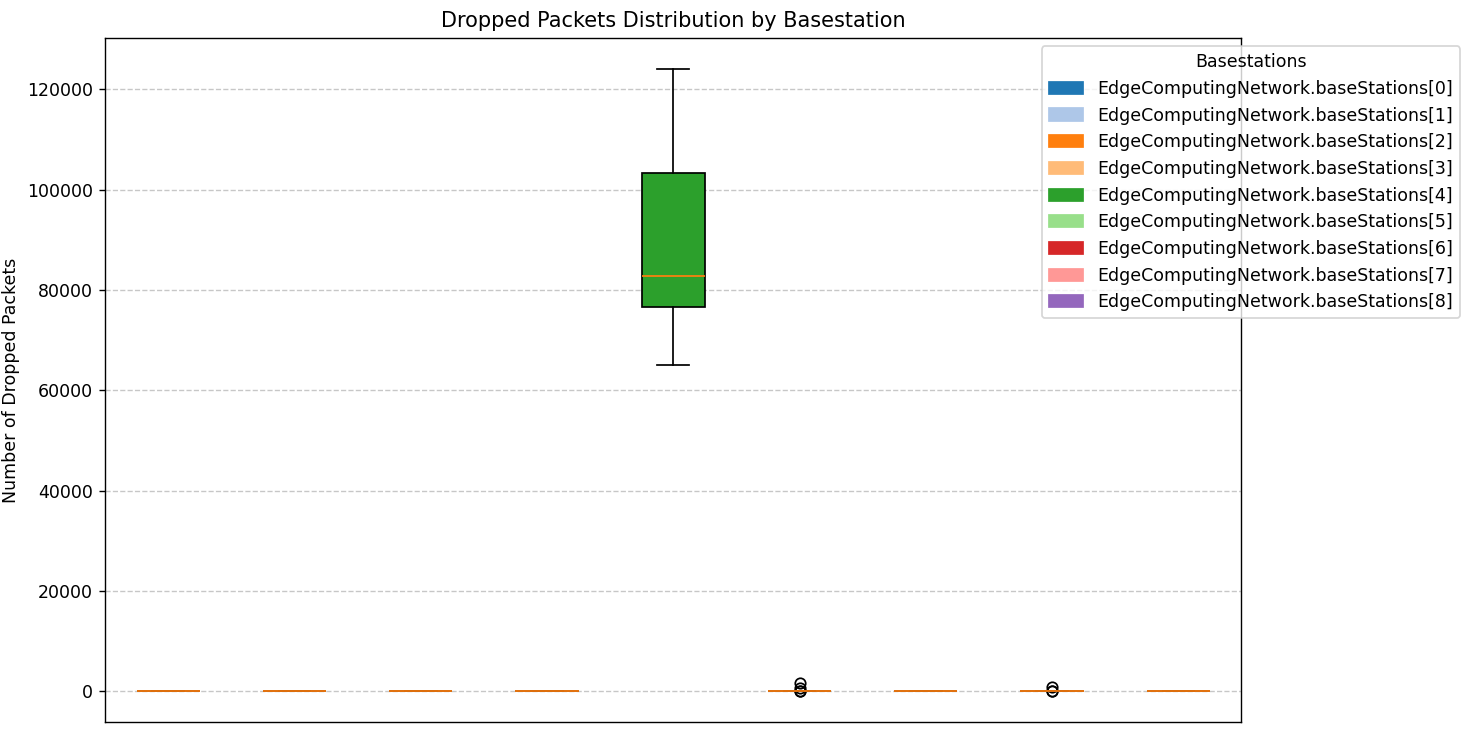 Dropped Packets Distribution by Basestation
Number of Dropped Packets
120000
100000
80000
60000
40000
20000
0
Basestations
EdgeComputingNetwork.baseStations[0]
EdgeComputingNetwork.baseStations[1]
EdgeComputingNetwork.baseStations[2]
EdgeComputingNetwork.baseStations[3]
EdgeComputingNetwork.baseStations[4]
EdgeComputingNetwork.baseStations[5]
EdgeComputingNetwork.baseStations[6]
EdgeComputingNetwork.baseStations[7]
EdgeComputingNetwork.baseStations[8]